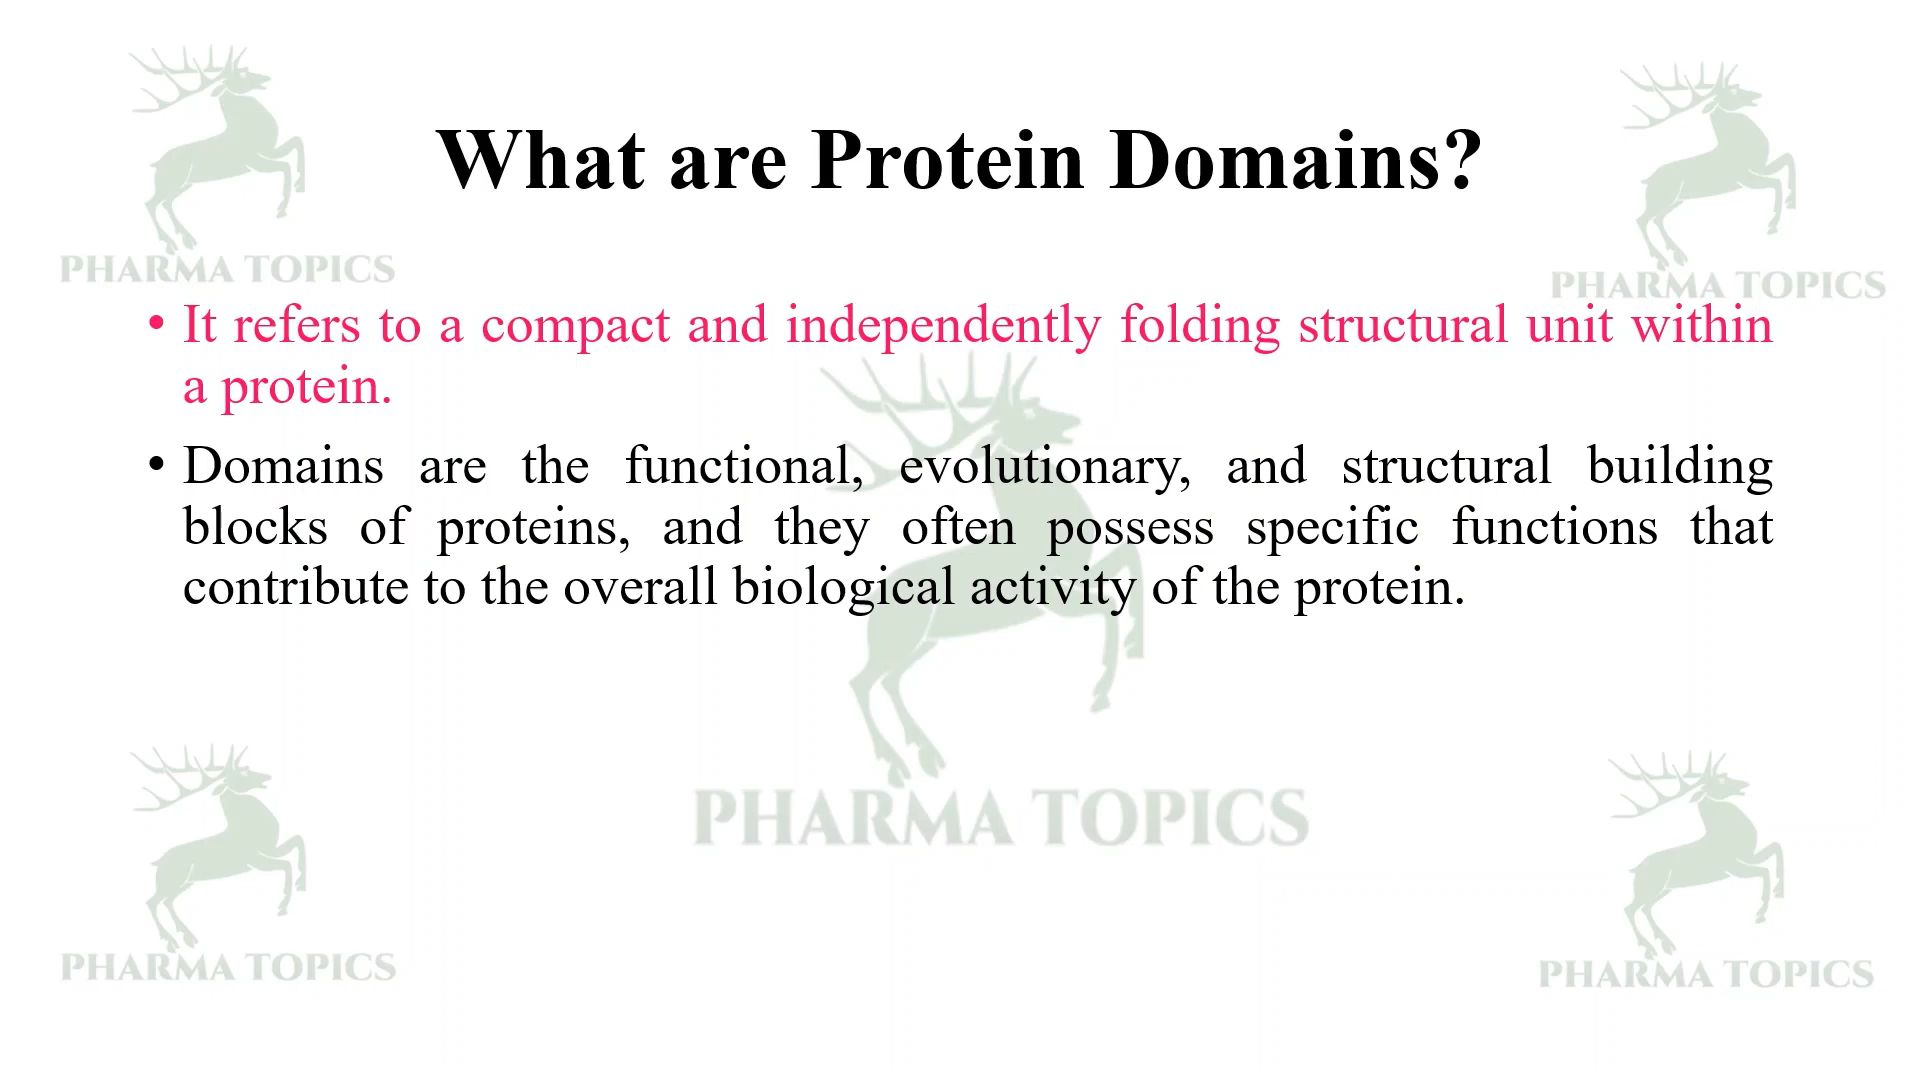 PHARMA TOPICS
PHARMA TOPICS
What are Protein Domains?
• It refers to a compact and independently folding structural unit within
a protein.
• Domains are the functional, evolutionary, and structural building
blocks of proteins, and they often possess specific functions that
contribute to the overall biological activity of the protein.
PHARMA TOPICS
PHARMA TOPICS
PHARMA TOPICS